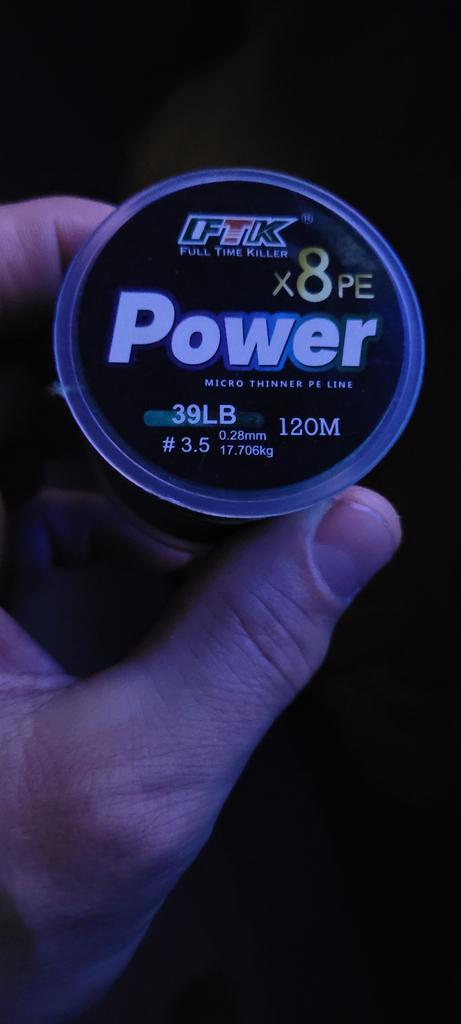 FTK®
FULL TIME KILLER
X8PE
Power
MICRO THINNER PE LINE
39LB
120M
# 3.5
0.28mm
17.706kg